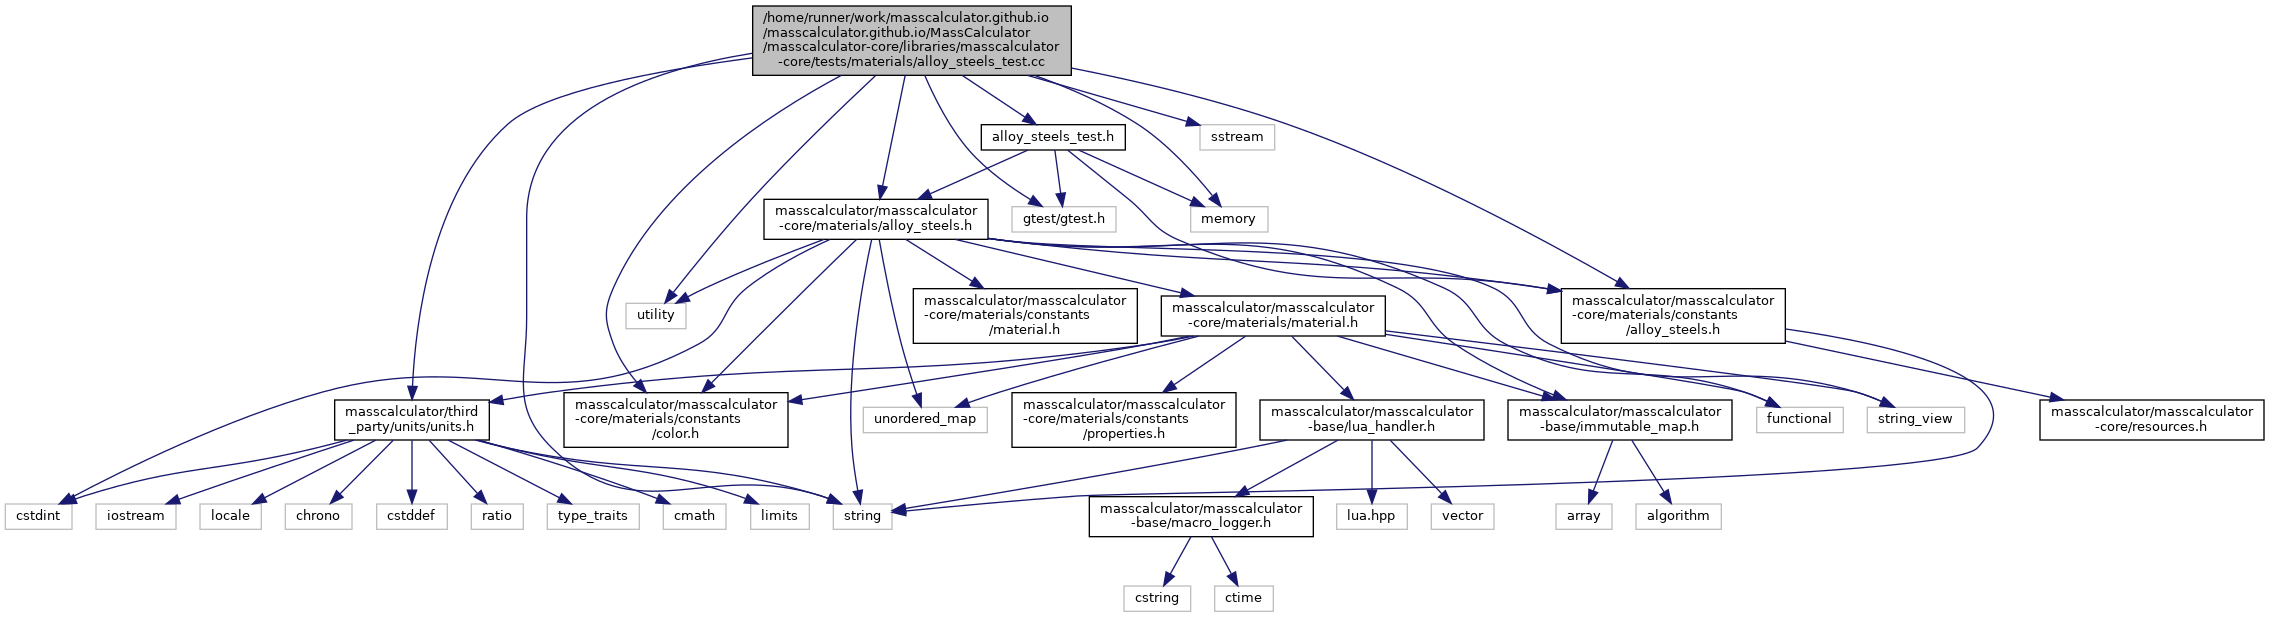 /home/runner/work/masscalculator.github.io
/masscalculator.github.io/MassCalculator
/masscalculator-core/libraries/masscalculator
-core/tests/materials/alloy_steels_test.cc
alloy_steels_test.h
sstream
masscalculator/masscalculator
-core/materials/alloy_steels.h
gtest/gtest.h
memory
utility
masscalculator/masscalculator
-core/materials/constants
/material.h
masscalculator/masscalculator
-core/materials/material.h
masscalculator/masscalculator
-core/materials/constants
/alloy_steels.h
masscalculator/third
_party/units/units.h
masscalculator/masscalculator
-core/materials/constants
/color.h
unordered_map
masscalculator/masscalculator
-core/materials/constants
/properties.h
masscalculator/masscalculator
-base/lua_handler.h
masscalculator/masscalculator
-base/immutable_map.h
functional
string_view
masscalculator/masscalculator
-core/resources.h
cstdint
iostream
locale
chrono
cstddef
ratio
type_traits
cmath
limits
string
masscalculator/masscalculator
-base/macro_logger.h
lua.hpp
vector
array
algorithm
cstring
ctime